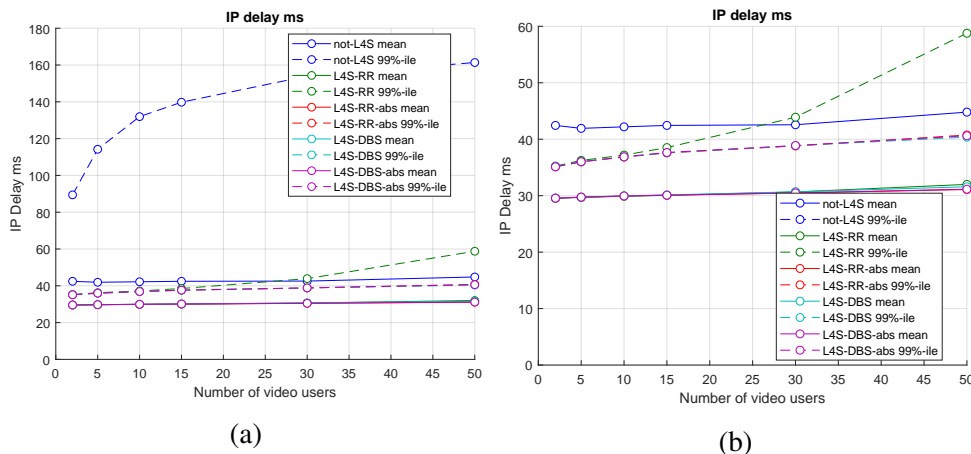 IP delay ms
180
160
140
120
100
80
60
40
20
0
IP Delay ms
0
5
10
15
20
25
30
35
40
45
50
Number of video users
not-L4S mean
not-L4S 99%-ile
L4S-RR mean
L4S-RR 99%-ile
L4S-RR-abs mean
L4S-RR-abs 99%-ile
L4S-DBS mean
L4S-DBS 99%-ile
L4S-DBS-abs mean
L4S-DBS-abs 99%-ile
(a)
IP delay ms
60
50
40
30
20
10
0
IP Delay ms
0
5
10
15
20
25
30
35
40
45
50
Number of video users
not-L4S mean
not-L4S 99%-ile
L4S-RR mean
L4S-RR 99%-ile
L4S-RR-abs mean
L4S-RR-abs 99%-ile
L4S-DBS mean
L4S-DBS 99%-ile
L4S-DBS-abs mean
L4S-DBS-abs 99%-ile
(b)